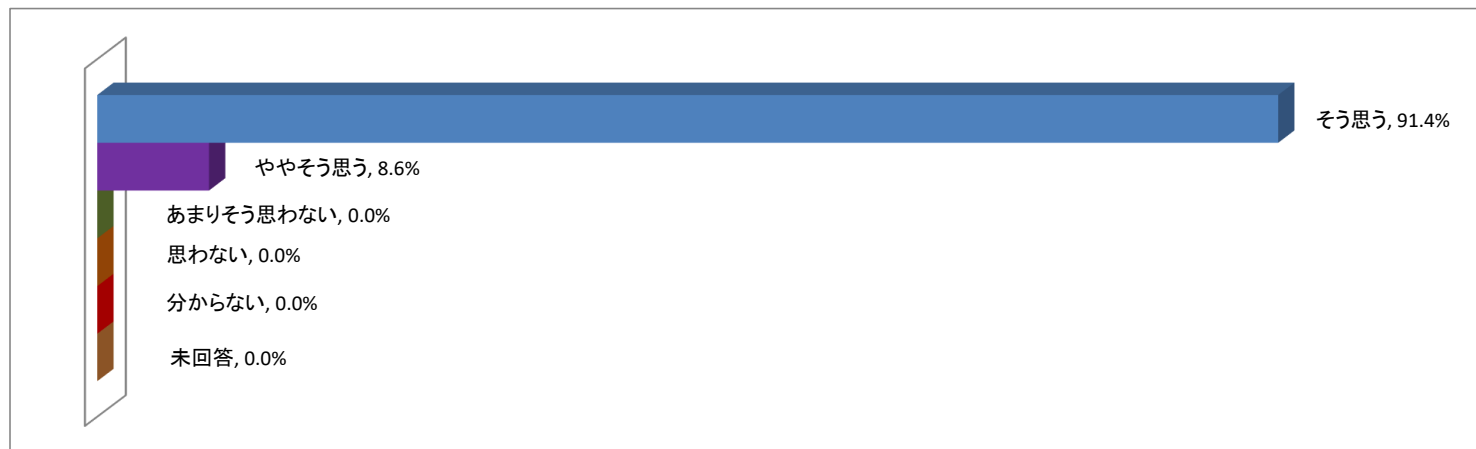 そう思う, 91.4%
ややそう思う, 8.6%
あまりそう思わない, 0.0%
思わない, 0.0%
分からない, 0.0%
未回答, 0.0%